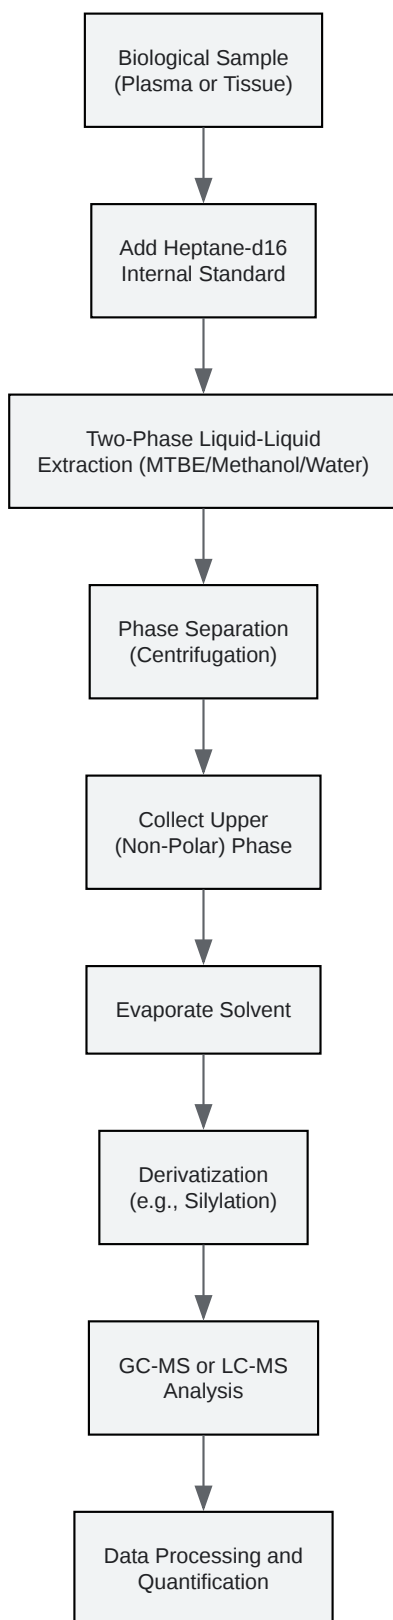 Biological Sample
(Plasma or Tissue)
Add Heptane-d16
Internal Standard
Two-Phase Liquid-Liquid
Extraction (MTBE/Methanol/Water)
Phase Separation
(Centrifugation)
Collect Upper
(Non-Polar) Phase
Evaporate Solvent
Derivatization
(e.g., Silylation)
GC-MS or LC-MS
Analysis
Data Processing and
Quantification